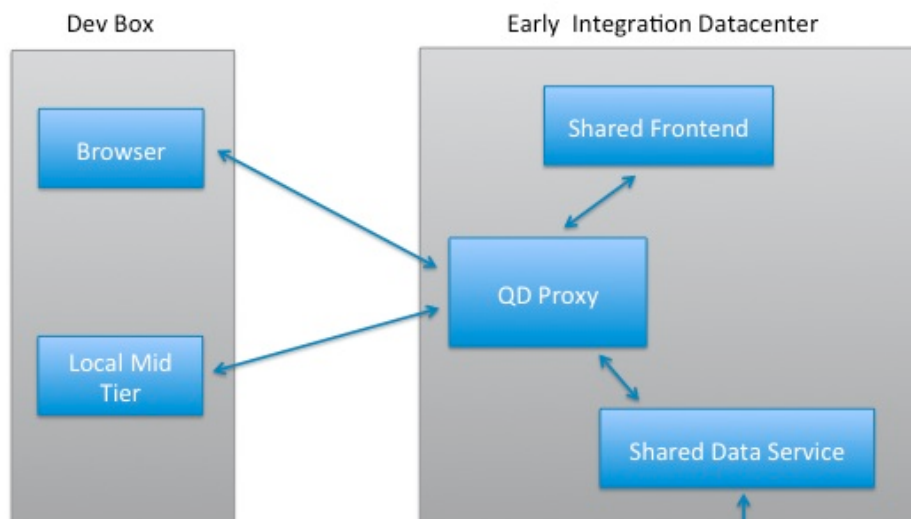 Dev Box
Early Integration Datacenter
Browser
Shared Frontend
QD Proxy
Local Mid
Tier
Shared Data Service